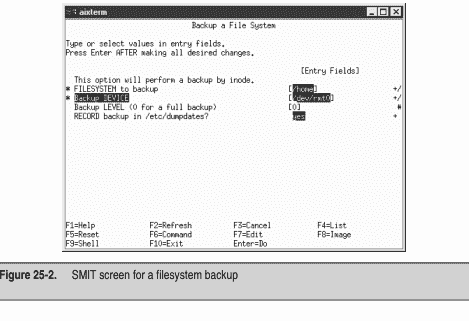 aixterm
Backup a File System
Type or select values in entry fields.
Press Enter AFTER making all desired changes.
[Entry Fields]
This option will perform a backup by inode.
* FILESYSTEM to backup [/home] +/
* Backup DEVICE [/dev/rmt0] +/
Backup LEVEL (0 for a full backup) [0] #
RECORD backup in /etc/dumpdates? yes +
F1=Help F2=Refresh F3=Cancel F4=List
F5=Reset F6=Command F7=Edit F8=Image
F9=Shell F10=Exit Enter=Do
Figure 25-2. SMIT screen for a filesystem backup